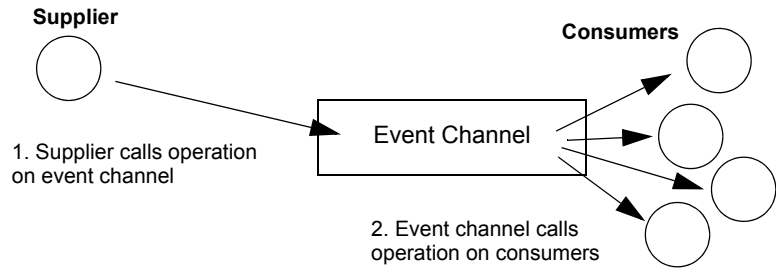 Supplier
Consumers
Event Channel
1. Supplier calls operation
on event channel
2. Event channel calls
operation on consumers